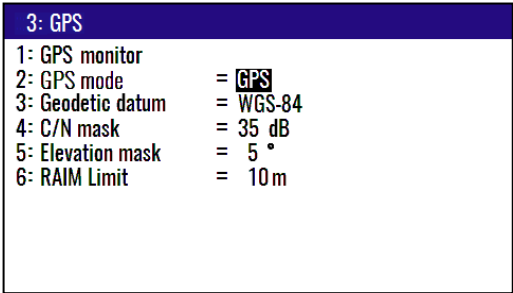 3: GPS
1: GPS monitor
2: GPS mode = GPS
3: Geodetic datum = WGS-84
4: C/N mask = 35 dB
5: Elevation mask = 5 °
6: RAIM Limit = 10 m